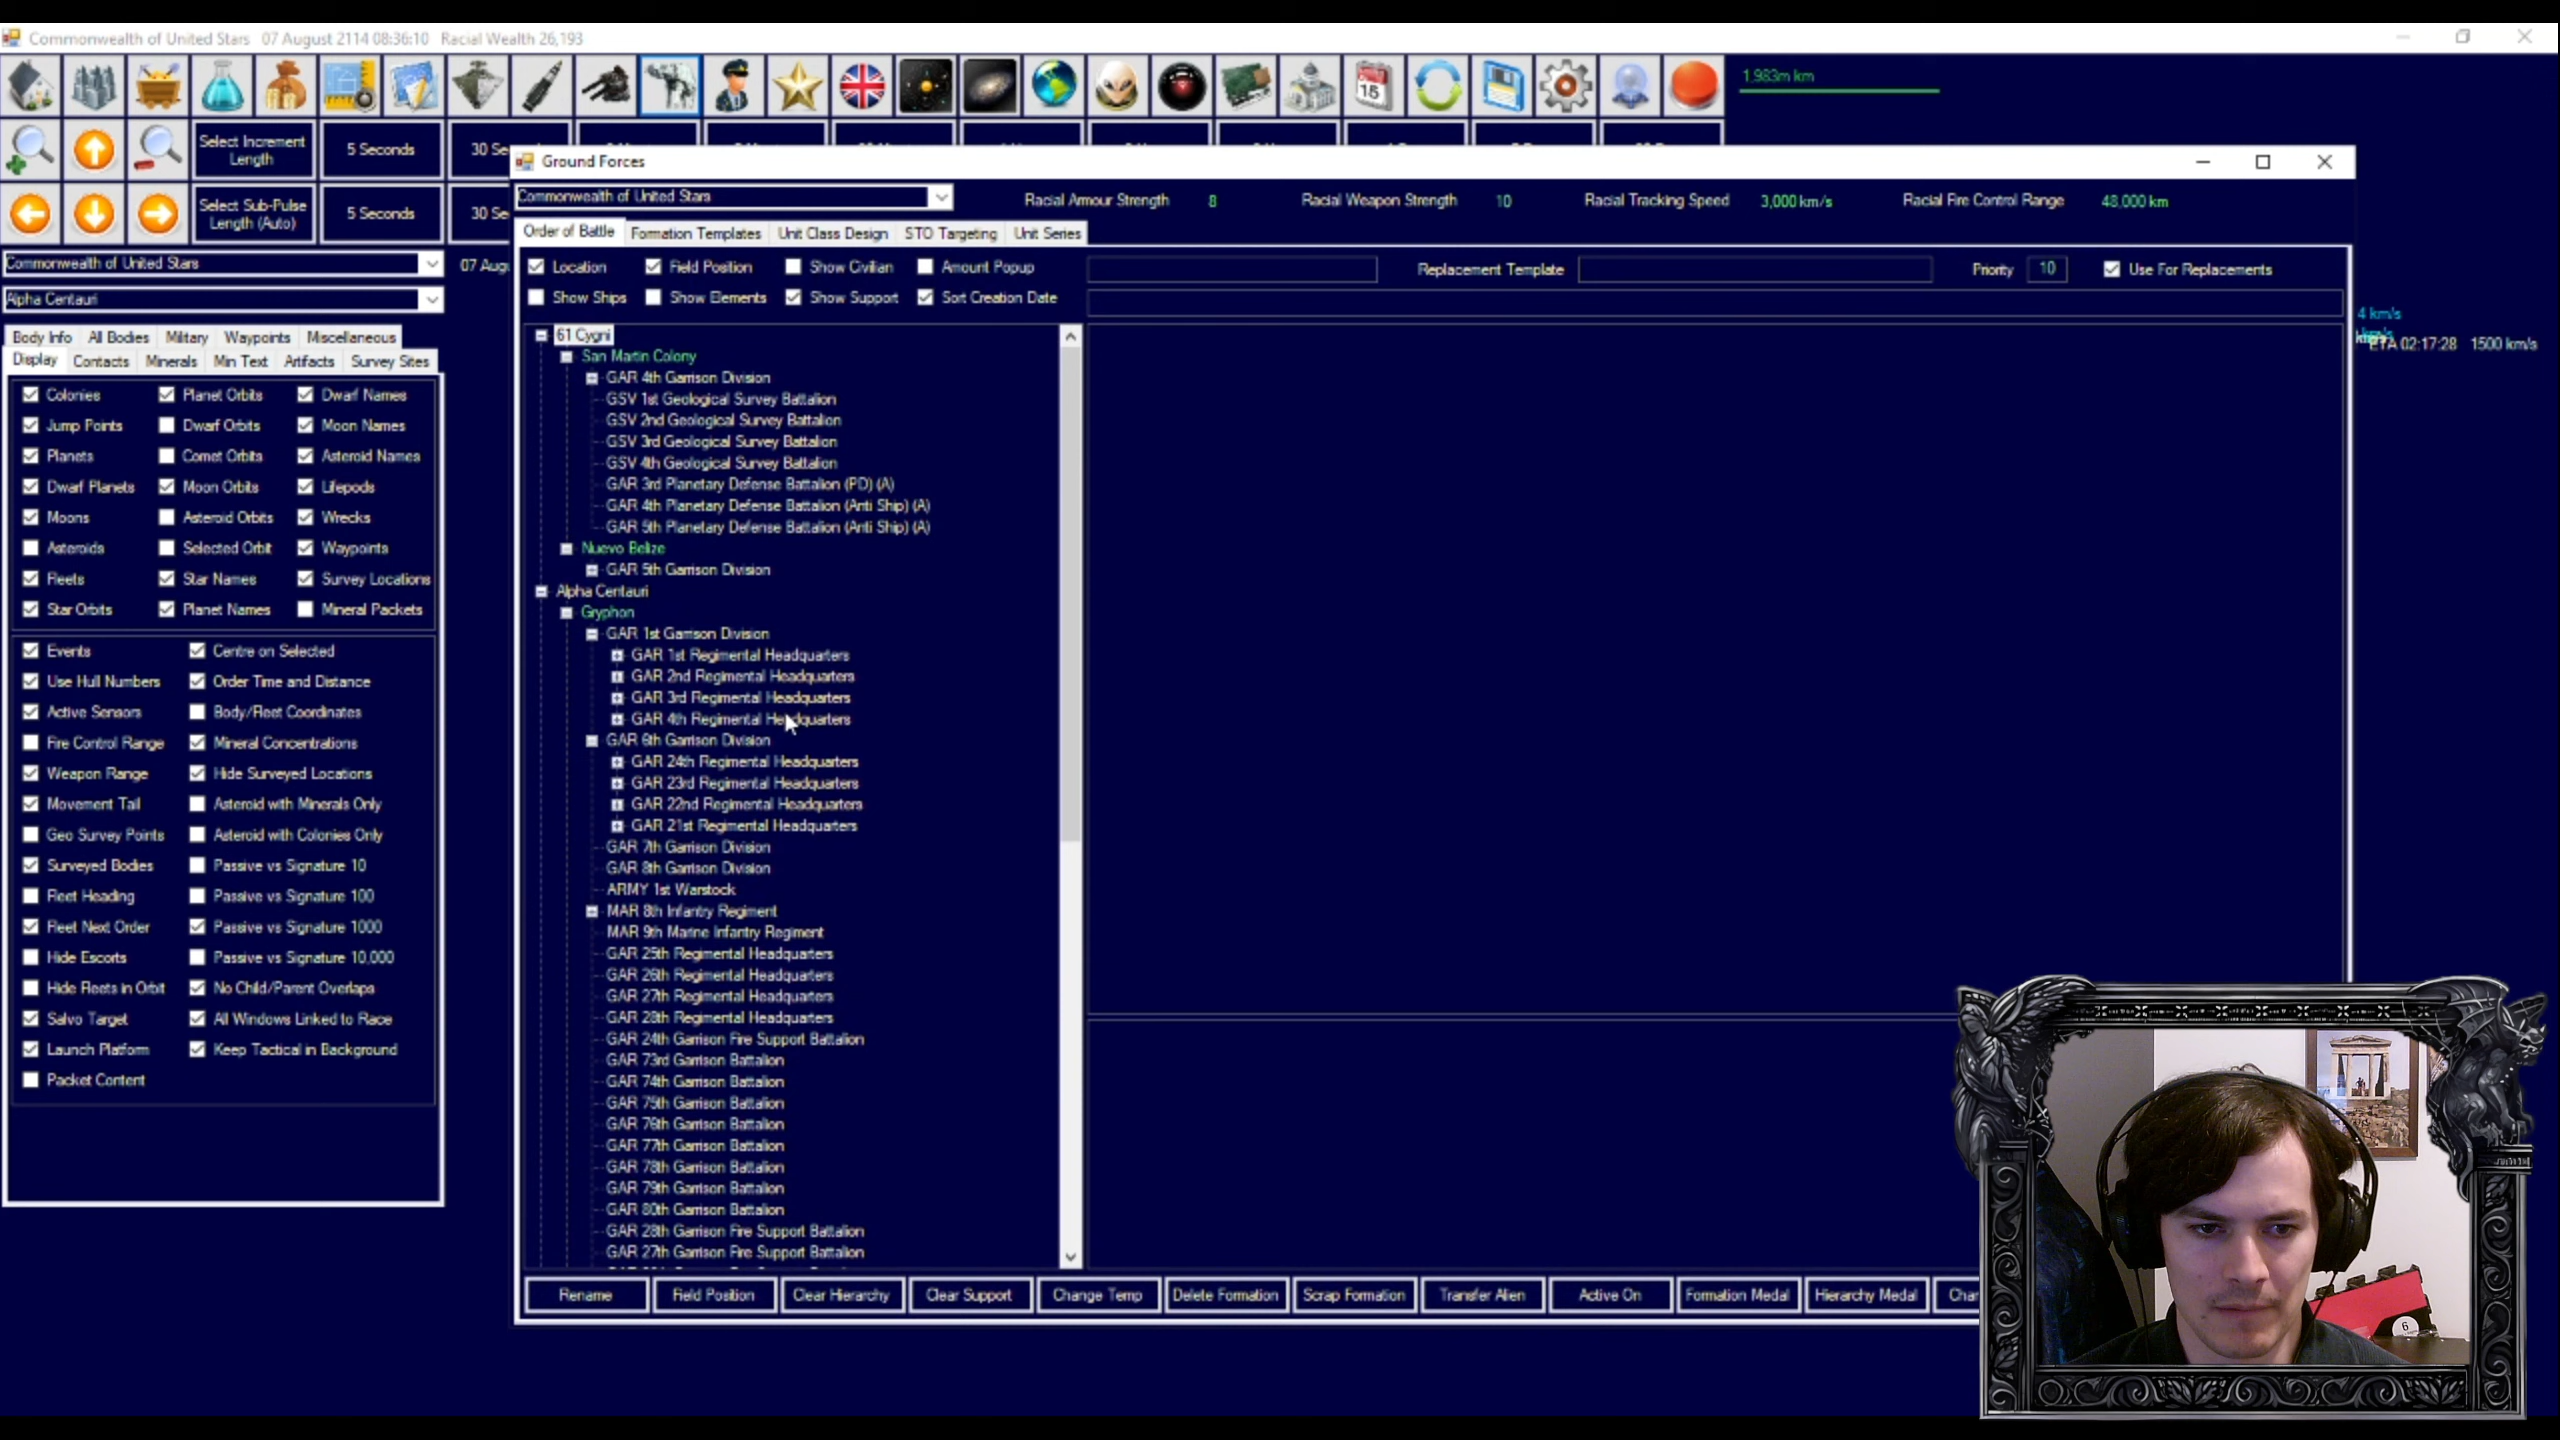 Commonwealth of United Stars 07 August 2114 08:36:10 Racial Wealth 26,193
1,983m km
Select Increment Length
5 Seconds
30 Se
Select Sub-Pulse Length (Auto)
5 Seconds
30 Se
Commonwealth of United Stars
07 Aug
Alpha Centauri
Body Info All Bodies Military Waypoints Miscellaneous
Display Contacts Minerals Min Text Artifacts Survey Sites
Colonies Planet Orbits Dwarf Names
Jump Points Dwarf Orbits Moon Names
Planets Comet Orbits Asteroid Names
Dwarf Planets Moon Orbits Lifepods
Moons Asteroid Orbits Wrecks
Asteroids Selected Orbit Waypoints
Fleets Star Names Survey Locations
Star Orbits Planet Names Mineral Packets
Events Centre on Selected
Use Hull Numbers Order Time and Distance
Active Sensors Body/Fleet Coordinates
Fire Control Range Mineral Concentrations
Weapon Range Hide Surveyed Locations
Movement Tail Asteroid with Minerals Only
Geo Survey Points Asteroid with Colonies Only
Surveyed Bodies Passive vs Signature 10
Fleet Heading Passive vs Signature 100
Fleet Next Order Passive vs Signature 1000
Hide Escorts Passive vs Signature 10,000
Hide Fleets in Orbit No Child/Parent Overlaps
Salvo Target All Windows Linked to Race
Launch Platform Keep Tactical in Background
Packet Content
Ground Forces
Commonwealth of United Stars Racial Armour Strength 8 Racial Weapon Strength 10 Racial Tracking Speed 3,000 km/s Racial Fire Control Range 48,000 km
Order of Battle Formation Templates Unit Class Design STO Targeting Unit Series
Location Field Position Show Civilian Amount Popup Replacement Template Priority 10 Use For Replacements
Show Ships Show Elements Show Support Sort Creation Date
61 Cygni
San Martin Colony
GAR 4th Garrison Division
GSV 1st Geological Survey Battalion
GSV 2nd Geological Survey Battalion
GSV 3rd Geological Survey Battalion
GSV 4th Geological Survey Battalion
GAR 3rd Planetary Defense Battalion (PD) (A)
GAR 4th Planetary Defense Battalion (Anti Ship) (A)
GAR 5th Planetary Defense Battalion (Anti Ship) (A)
Nuevo Belize
GAR 5th Garrison Division
Alpha Centauri
Gryphon
GAR 1st Garrison Division
GAR 1st Regimental Headquarters
GAR 2nd Regimental Headquarters
GAR 3rd Regimental Headquarters
GAR 4th Regimental Headquarters
GAR 6th Garrison Division
GAR 24th Regimental Headquarters
GAR 23rd Regimental Headquarters
GAR 22nd Regimental Headquarters
GAR 21st Regimental Headquarters
GAR 7th Garrison Division
GAR 8th Garrison Division
ARMY 1st Warstock
MAR 8th Infantry Regiment
MAR 9th Marine Infantry Regiment
GAR 25th Regimental Headquarters
GAR 26th Regimental Headquarters
GAR 27th Regimental Headquarters
GAR 28th Regimental Headquarters
GAR 24th Garrison Fire Support Battalion
GAR 73rd Garrison Battalion
GAR 74th Garrison Battalion
GAR 75th Garrison Battalion
GAR 76th Garrison Battalion
GAR 77th Garrison Battalion
GAR 78th Garrison Battalion
GAR 79th Garrison Battalion
GAR 80th Garrison Battalion
GAR 28th Garrison Fire Support Battalion
GAR 27th Garrison Fire Support Battalion
Rename Field Position Clear Hierarchy Clear Support Change Temp Delete Formation Scrap Formation Transfer Alien Active On Formation Medal Hierarchy Medal Cha
4 km/s
ETA 02:17:28 1500 km/s
6